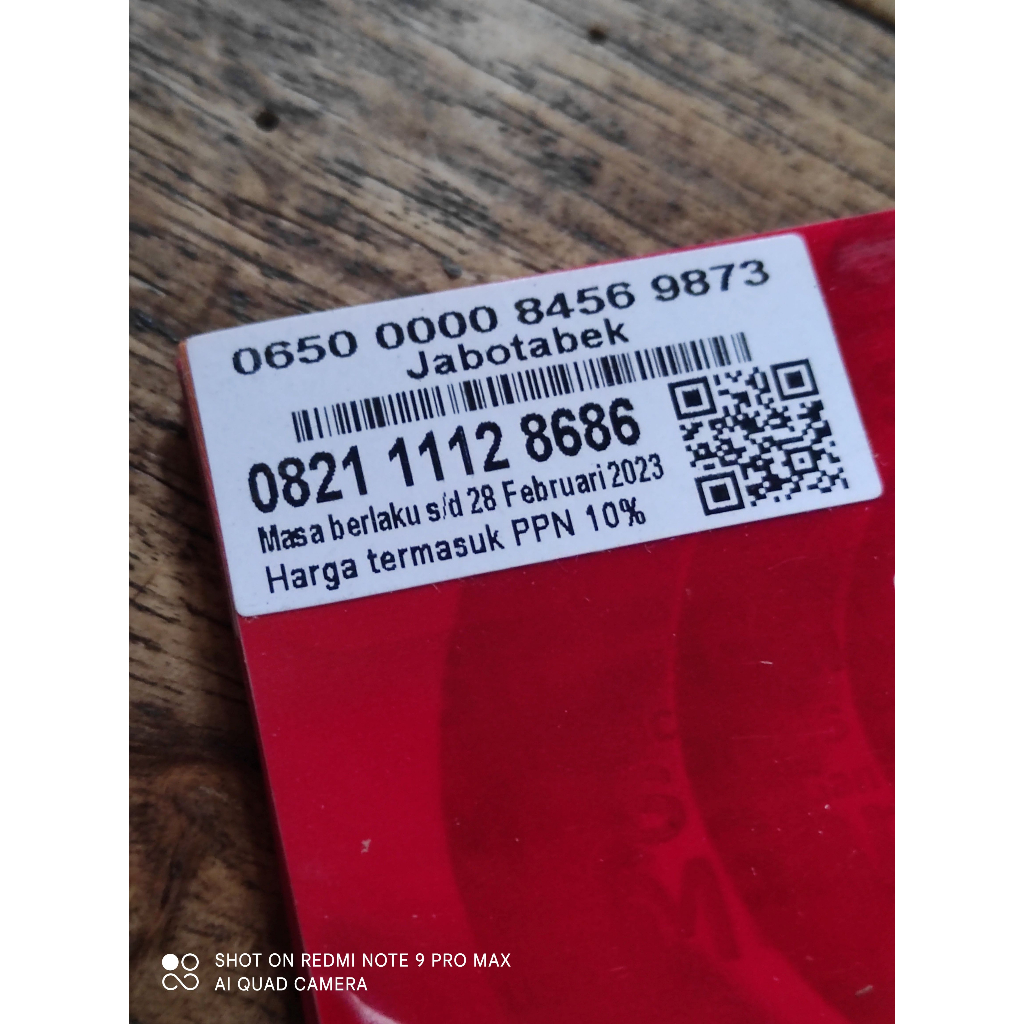 0650 0000 8456 9873
Jabotabek
0821 1112 8686
Masa berlaku s/d 28 Februari 2023
Harga termasuk PPN 10%
SHOT ON REDMI NOTE 9 PRO MAX
AI QUAD CAMERA